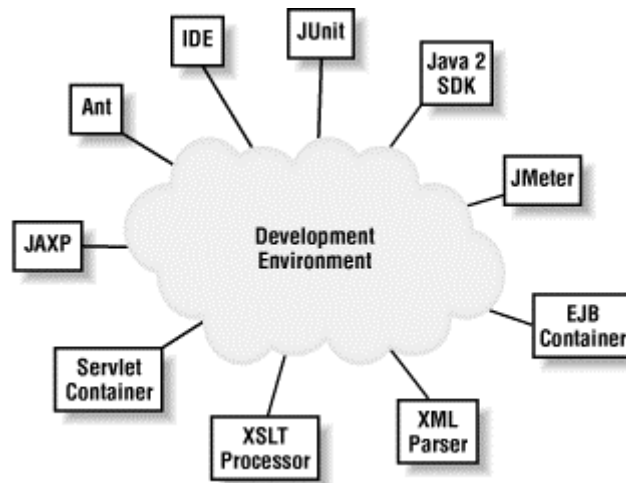 JUnit
IDE
Java 2
SDK
Ant
JMeter
Development
Environment
JAXP
EJB
Container
Servlet
Container
XML
Parser
XSLT
Processor